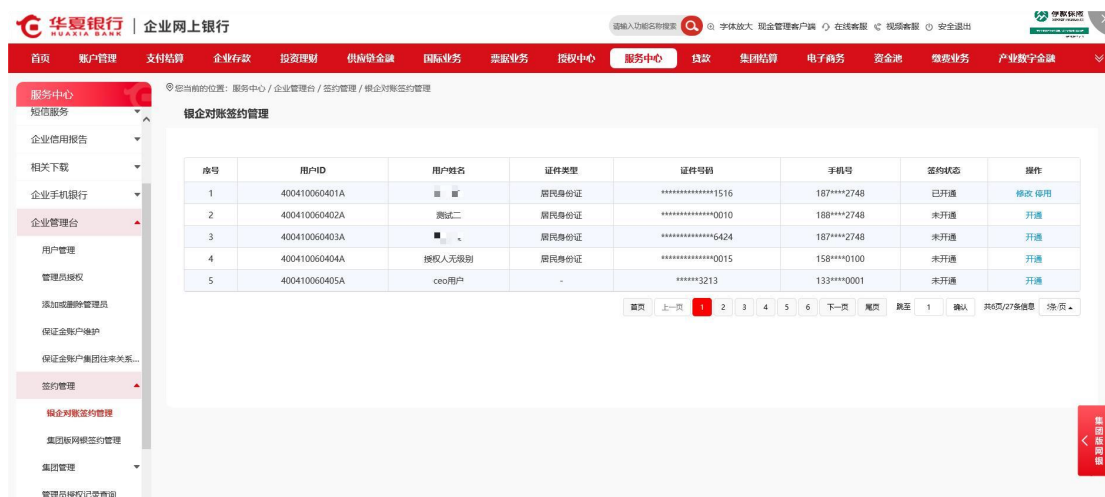 华夏银行 HUAXIA BANK | 企业网上银行
请输入功能名称搜索 字体放大 现金管理客户端 在线客服 视频客服 安全退出
存款保险
首页 账户管理 支付结算 企业存款 投资理财 供应链金融 国际业务 票据业务 授权中心 服务中心 贷款 集团结算 电子商务 资金池 缴费业务 产业数字金融
服务中心
短信服务
企业信用报告
相关下载
企业手机银行
企业管理台
用户管理
管理员授权
添加或删除管理员
保证金账户维护
保证金账户集团往来关系...
签约管理
银企对账签约管理
集团版网银签约管理
集团管理
管理员授权记录查询
您当前的位置: 服务中心 / 企业管理台 / 签约管理 / 银企对账签约管理
银企对账签约管理
序号 用户ID 用户姓名 证件类型 证件号码 手机号 签约状态 操作
1 400410060401A 居民身份证 **************1516 187****2748 已开通 修改 停用
2 400410060402A 测试二 居民身份证 **************0010 188****2748 未开通 开通
3 400410060403A 居民身份证 **************6424 187****2748 未开通 开通
4 400410060404A 授权人无级别 居民身份证 **************0015 158****0100 未开通 开通
5 400410060405A ceo用户 - ******3213 133****0001 未开通 开通
首页 上一页 1 2 3 4 5 6 下一页 尾页 跳至 1 确认 共6页/27条信息 条/页
集团版网银